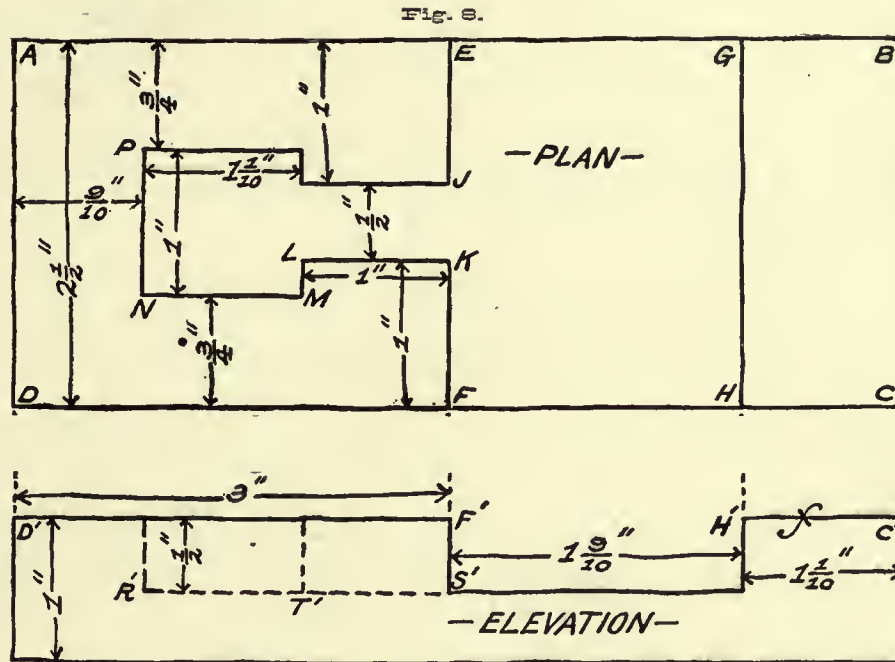 Fig. 8.
A E G B
3/4" 1"
P 1 1/10" J
—PLAN—
9/10" 2 1/2" 1" 1/2"
L 1" K
N M
3/4" 1"
D F H C
3"
D' F' H' C'
1" 1/2" 1 9/10" 1 1/10"
R' T' S'
—ELEVATION—